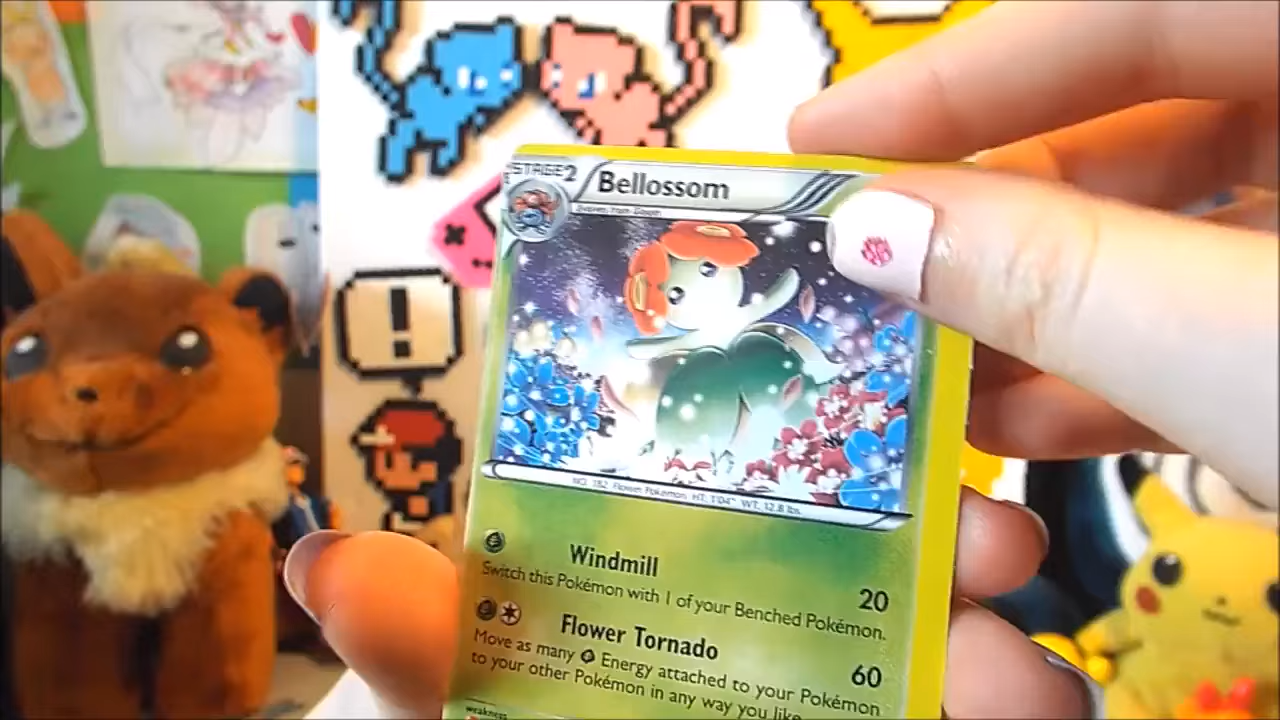 !
STAGE2
Bellossom
Evolves from Gloom
NO. 182 Flower Pokémon HT: 1'04" WT: 12.8 lbs.
Windmill 20
Switch this Pokémon with 1 of your Benched Pokémon.
Flower Tornado 60
Move as many Energy attached to your Pokémon
to your other Pokémon in any way you like.
weakness